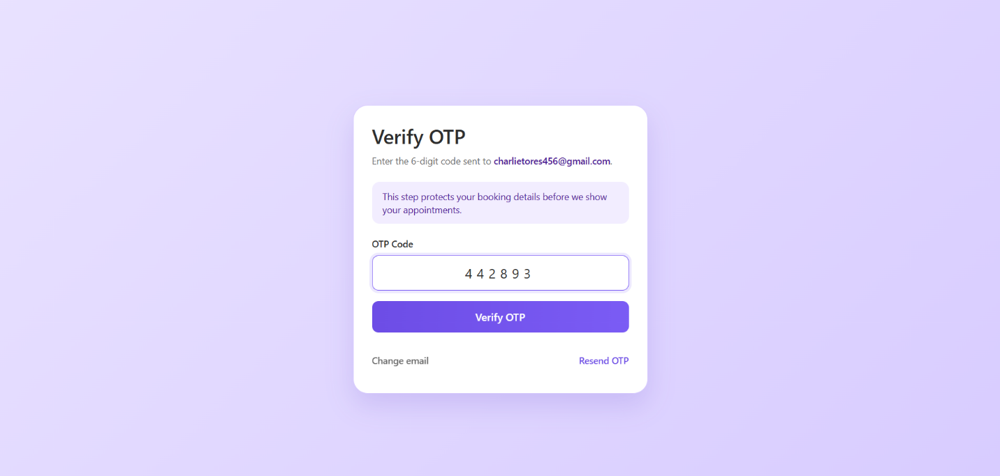 Verify OTP
Enter the 6-digit code sent to charlietores456@gmail.com.
This step protects your booking details before we show
your appointments.
OTP Code
442893
Verify OTP
Change email
Resend OTP